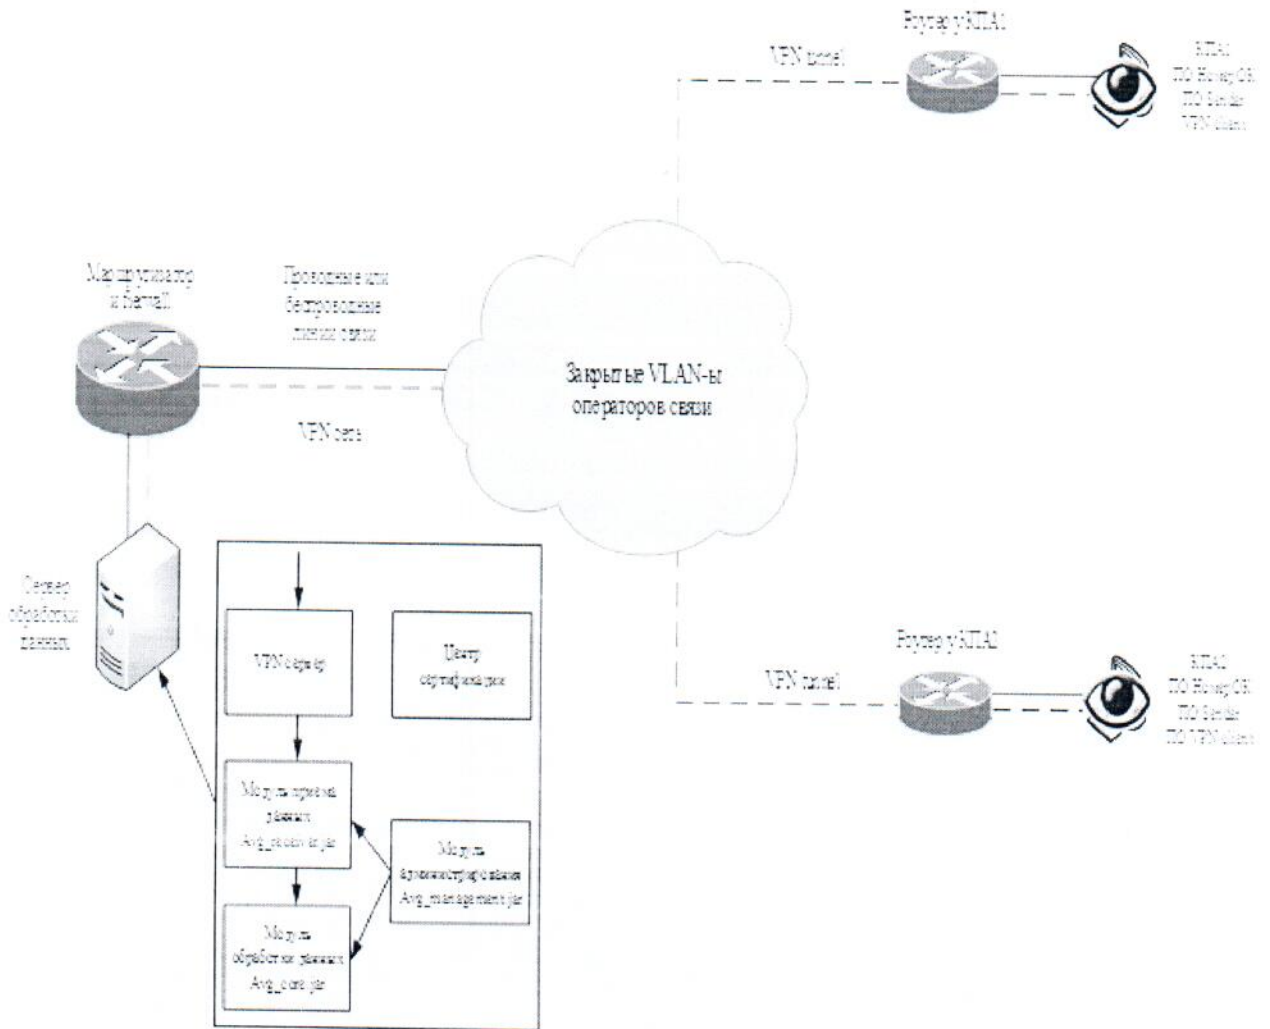 Роутер у КПА1
VPN tunnel
КПА1
ПО Номер ОК
ПО Sender
VPN client
Маршрутизатор
и firewall
Проводные или
беспроводные
линии связи
Закрытые VLAN-ы
операторов связи
VPN сеть
Сервер
обработки
данных
VPN сервер
Центр
сертификации
Модуль приема
данных
Avg_receiver.jar
Модуль
администрирования
Avg_management.jar
Модуль
обработки данных
Avg_core.jar
Роутер у КПА2
VPN tunnel
КПА2
ПО Номер ОК
ПО Sender
ПО VPN client